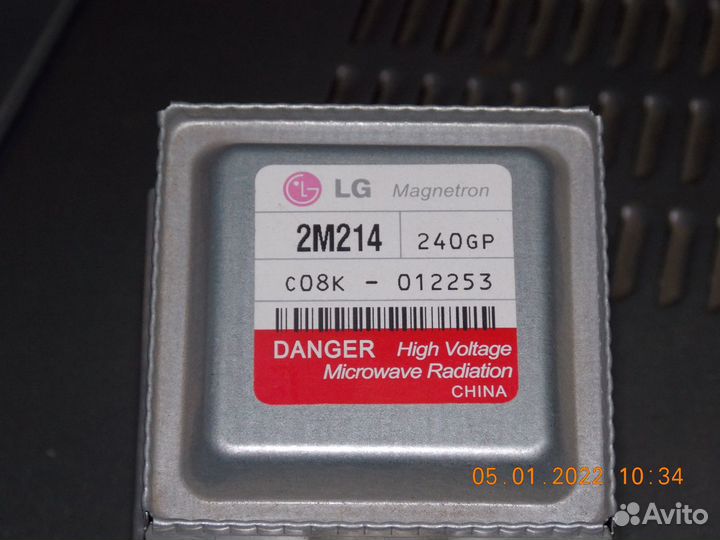 LG Magnetron
2M214 240GP
C08K - 012253
DANGER High Voltage
Microwave Radiation
CHINA
05.01.2022 10:34
Avito